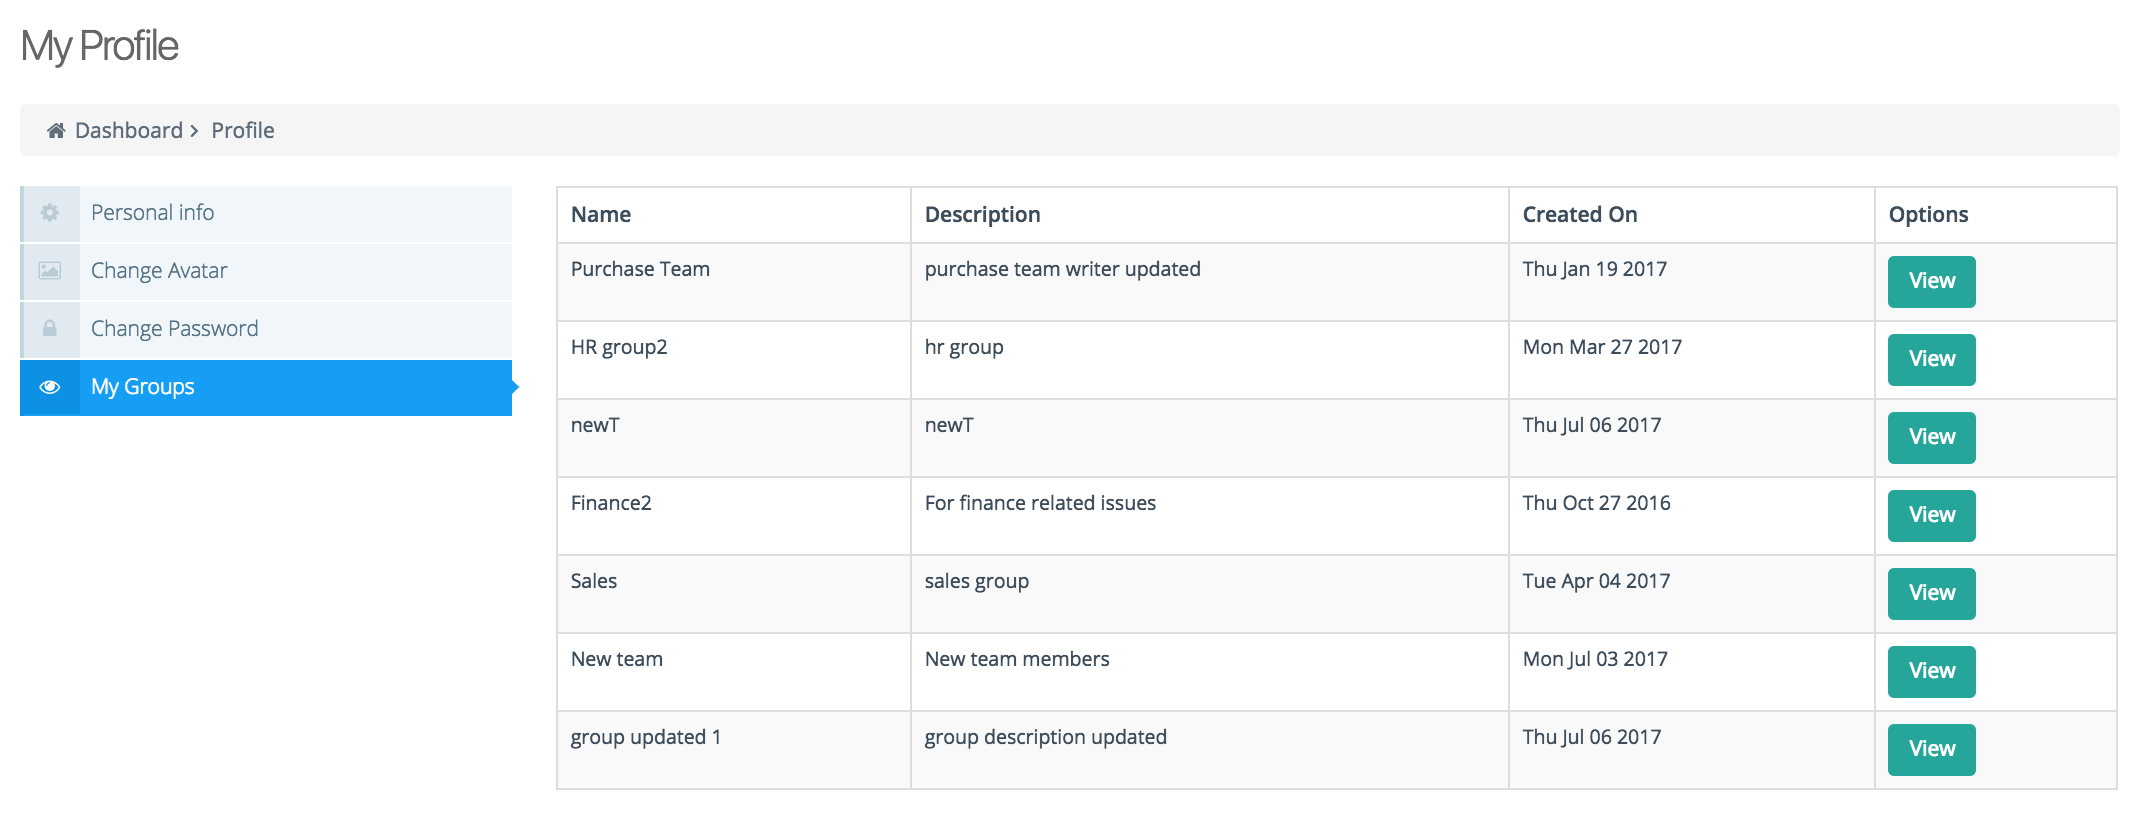 My Profile
Dashboard > Profile
Personal info
Change Avatar
Change Password
My Groups
Name Description Created On Options
Purchase Team purchase team writer updated Thu Jan 19 2017 View
HR group2 hr group Mon Mar 27 2017 View
newT newT Thu Jul 06 2017 View
Finance2 For finance related issues Thu Oct 27 2016 View
Sales sales group Tue Apr 04 2017 View
New team New team members Mon Jul 03 2017 View
group updated 1 group description updated Thu Jul 06 2017 View